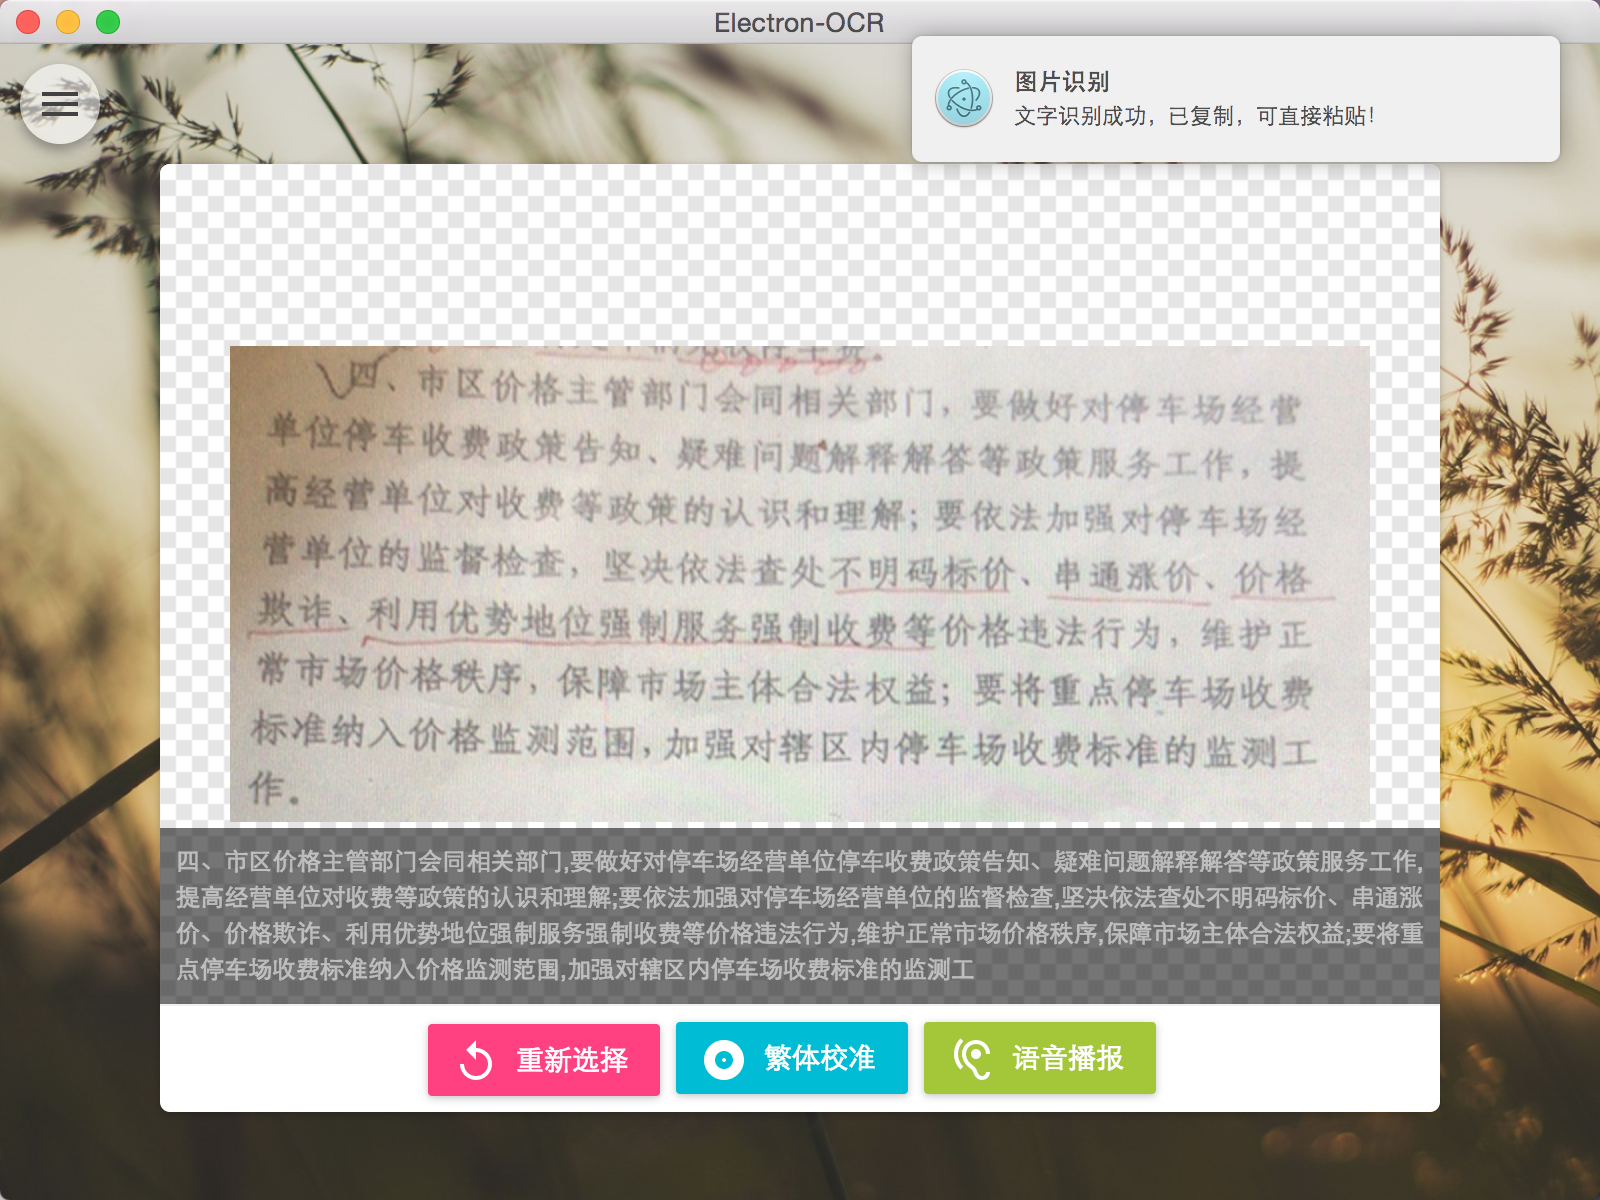 Electron-OCR
图片识别
文字识别成功，已复制，可直接粘贴！
四、市区价格主管部门会同相关部门，要做好对停车场经营
单位停车收费政策告知、疑难问题解释解答等政策服务工作，提
高经营单位对收费等政策的认识和理解；要依法加强对停车场经
营单位的监督检查，坚决依法查处不明码标价、串通涨价、价格
欺诈、利用优势地位强制服务强制收费等价格违法行为，维护正
常市场价格秩序，保障市场主体合法权益；要将重点停车场收费
标准纳入价格监测范围，加强对辖区内停车场收费标准的监测工
作。
四、市区价格主管部门会同相关部门,要做好对停车场经营单位停车收费政策告知、疑难问题解释解答等政策服务工作,
提高经营单位对收费等政策的认识和理解;要依法加强对停车场经营单位的监督检查,坚决依法查处不明码标价、串通涨
价、价格欺诈、利用优势地位强制服务强制收费等价格违法行为,维护正常市场价格秩序,保障市场主体合法权益;要将重
点停车场收费标准纳入价格监测范围,加强对辖区内停车场收费标准的监测工
重新选择
繁体校准
语音播报